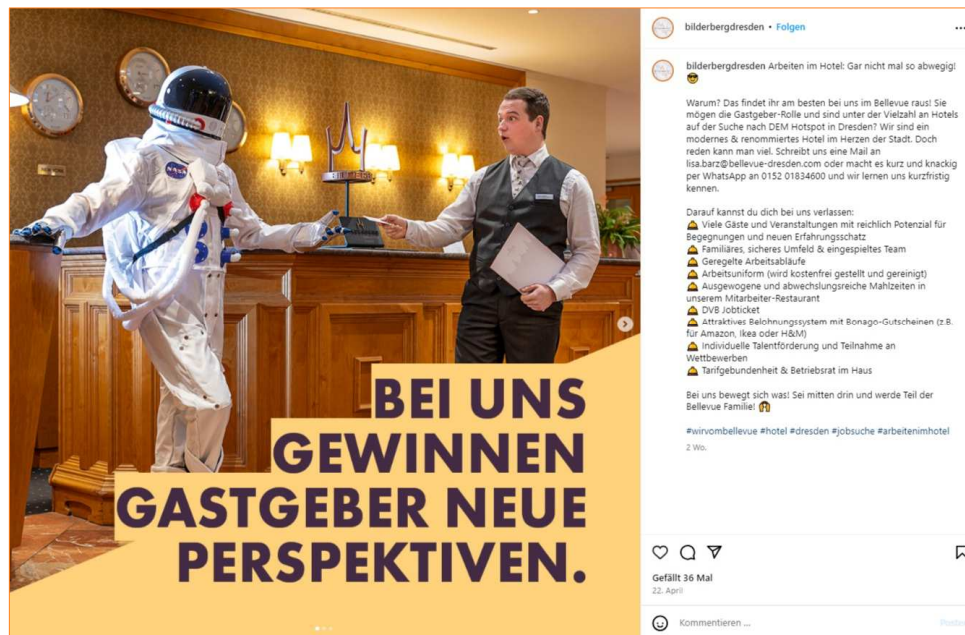 NASA
BEI UNS
GEWINNEN
GASTGEBER NEUE
PERSPEKTIVEN.
bilderbergdresden • Folgen
bilderbergdresden Arbeiten im Hotel: Gar nicht mal so abwegig!
😎
Warum? Das findet ihr am besten bei uns im Bellevue raus! Sie
mögen die Gastgeber-Rolle und sind unter der Vielzahl an Hotels
auf der Suche nach DEM Hotspot in Dresden? Wir sind ein
modernes & renommiertes Hotel im Herzen der Stadt. Doch
reden kann man viel. Schreibt uns eine Mail an
lisa.barz@bellevue-dresden.com oder macht es kurz und knackig
per WhatsApp an 0152 01834600 und wir lernen uns kurzfristig
kennen.
Darauf kannst du dich bei uns verlassen:
🛎 Viele Gäste und Veranstaltungen mit reichlich Potenzial für
Begegnungen und neuen Erfahrungsschatz
🛎 Familiäres, sicheres Umfeld & eingespieltes Team
🛎 Geregelte Arbeitsabläufe
🛎 Arbeitsuniform (wird kostenfrei gestellt und gereinigt)
🛎 Ausgewogene und abwechslungsreiche Mahlzeiten in
unserem Mitarbeiter-Restaurant
🛎 DVB Jobticket
🛎 Attraktives Belohnungssystem mit Bonago-Gutscheinen (z.B.
für Amazon, Ikea oder H&M)
🛎 Individuelle Talentförderung und Teilnahme an
Wettbewerben
🛎 Tarifgebundenheit & Betriebsrat im Haus
Bei uns bewegt sich was! Sei mitten drin und werde Teil der
Bellevue Familie!
#wirvombellevue #hotel #dresden #jobsuche #arbeitenimhotel
2 Wo.
Gefällt 36 Mal
22. April
Kommentieren ...
Posten